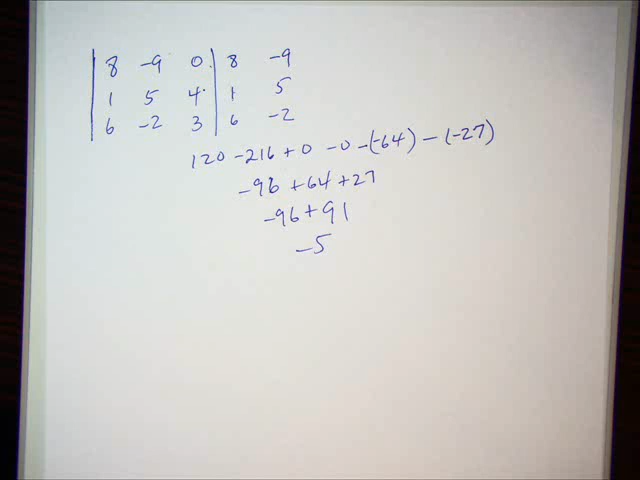 | 8 -9 0 | 8 -9
| 1 5 4 | 1 5
| 6 -2 3 | 6 -2
120 -216 + 0 -0 -(-64) - (-27)
-96 +64 +27
-96 + 91
-5